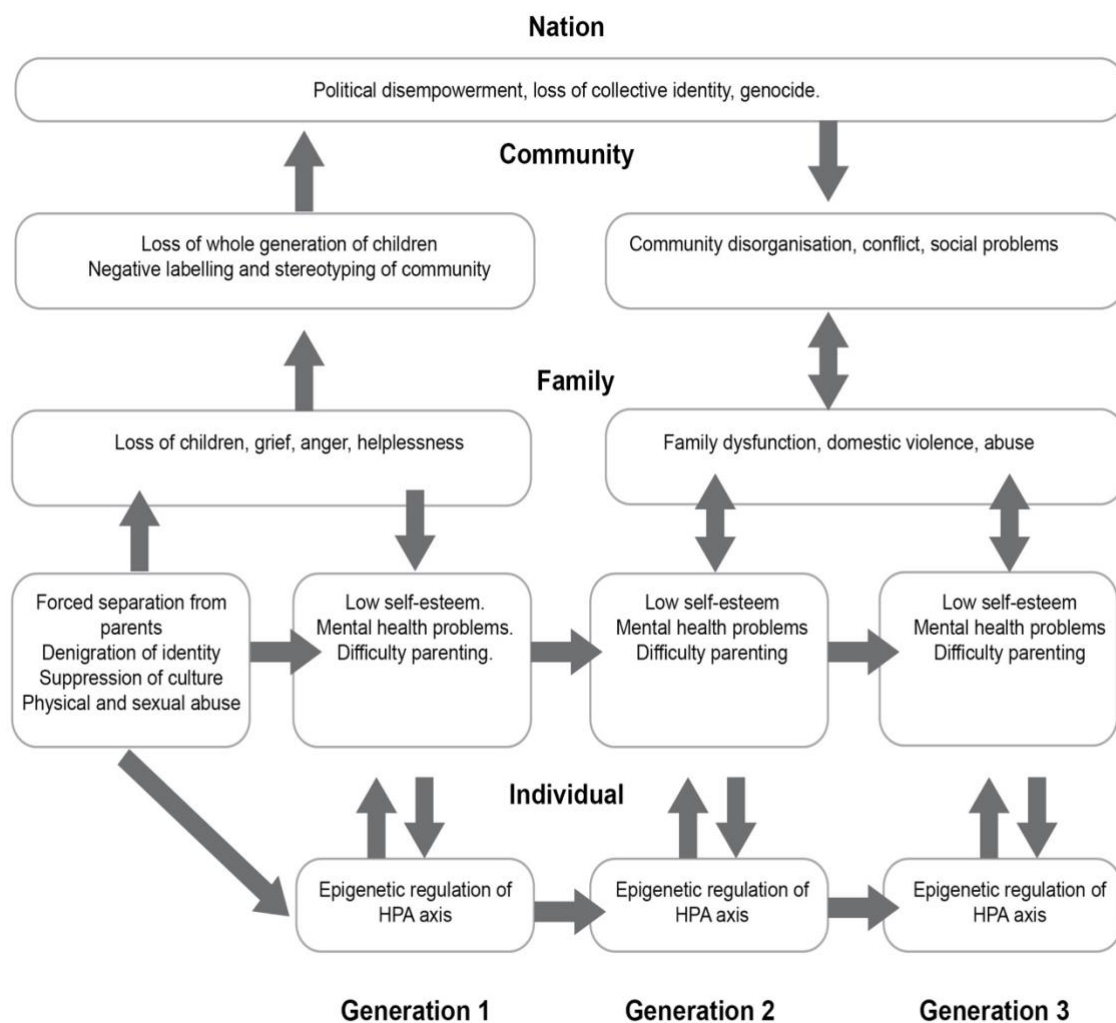 Nation
Political disempowerment, loss of collective identity, genocide.
Community
Loss of whole generation of children
Negative labelling and stereotyping of community
Community disorganisation, conflict, social problems
Family
Loss of children, grief, anger, helplessness
Family dysfunction, domestic violence, abuse
Forced separation from
parents
Denigration of identity
Suppression of culture
Physical and sexual abuse
Low self-esteem.
Mental health problems.
Difficulty parenting.
Low self-esteem
Mental health problems
Difficulty parenting
Low self-esteem
Mental health problems
Difficulty parenting
Individual
Epigenetic regulation of
HPA axis
Epigenetic regulation of
HPA axis
Epigenetic regulation of
HPA axis
Generation 1
Generation 2
Generation 3